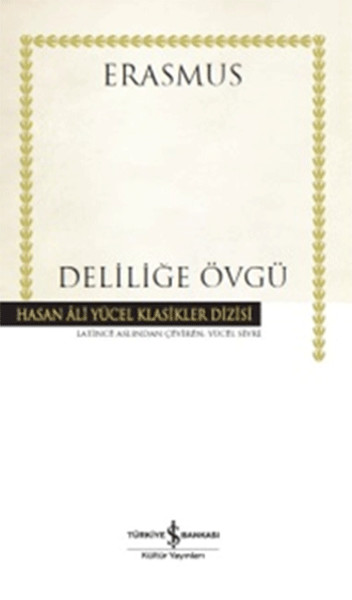 ERASMUS
DELİLİĞE ÖVGÜ
HASAN ÂLİ YÜCEL KLASİKLER DİZİSİ
LATİNCE ASLINDAN ÇEVİREN: YÜCEL SİVRİ
TÜRKİYE İŞ BANKASI
Kültür Yayınları